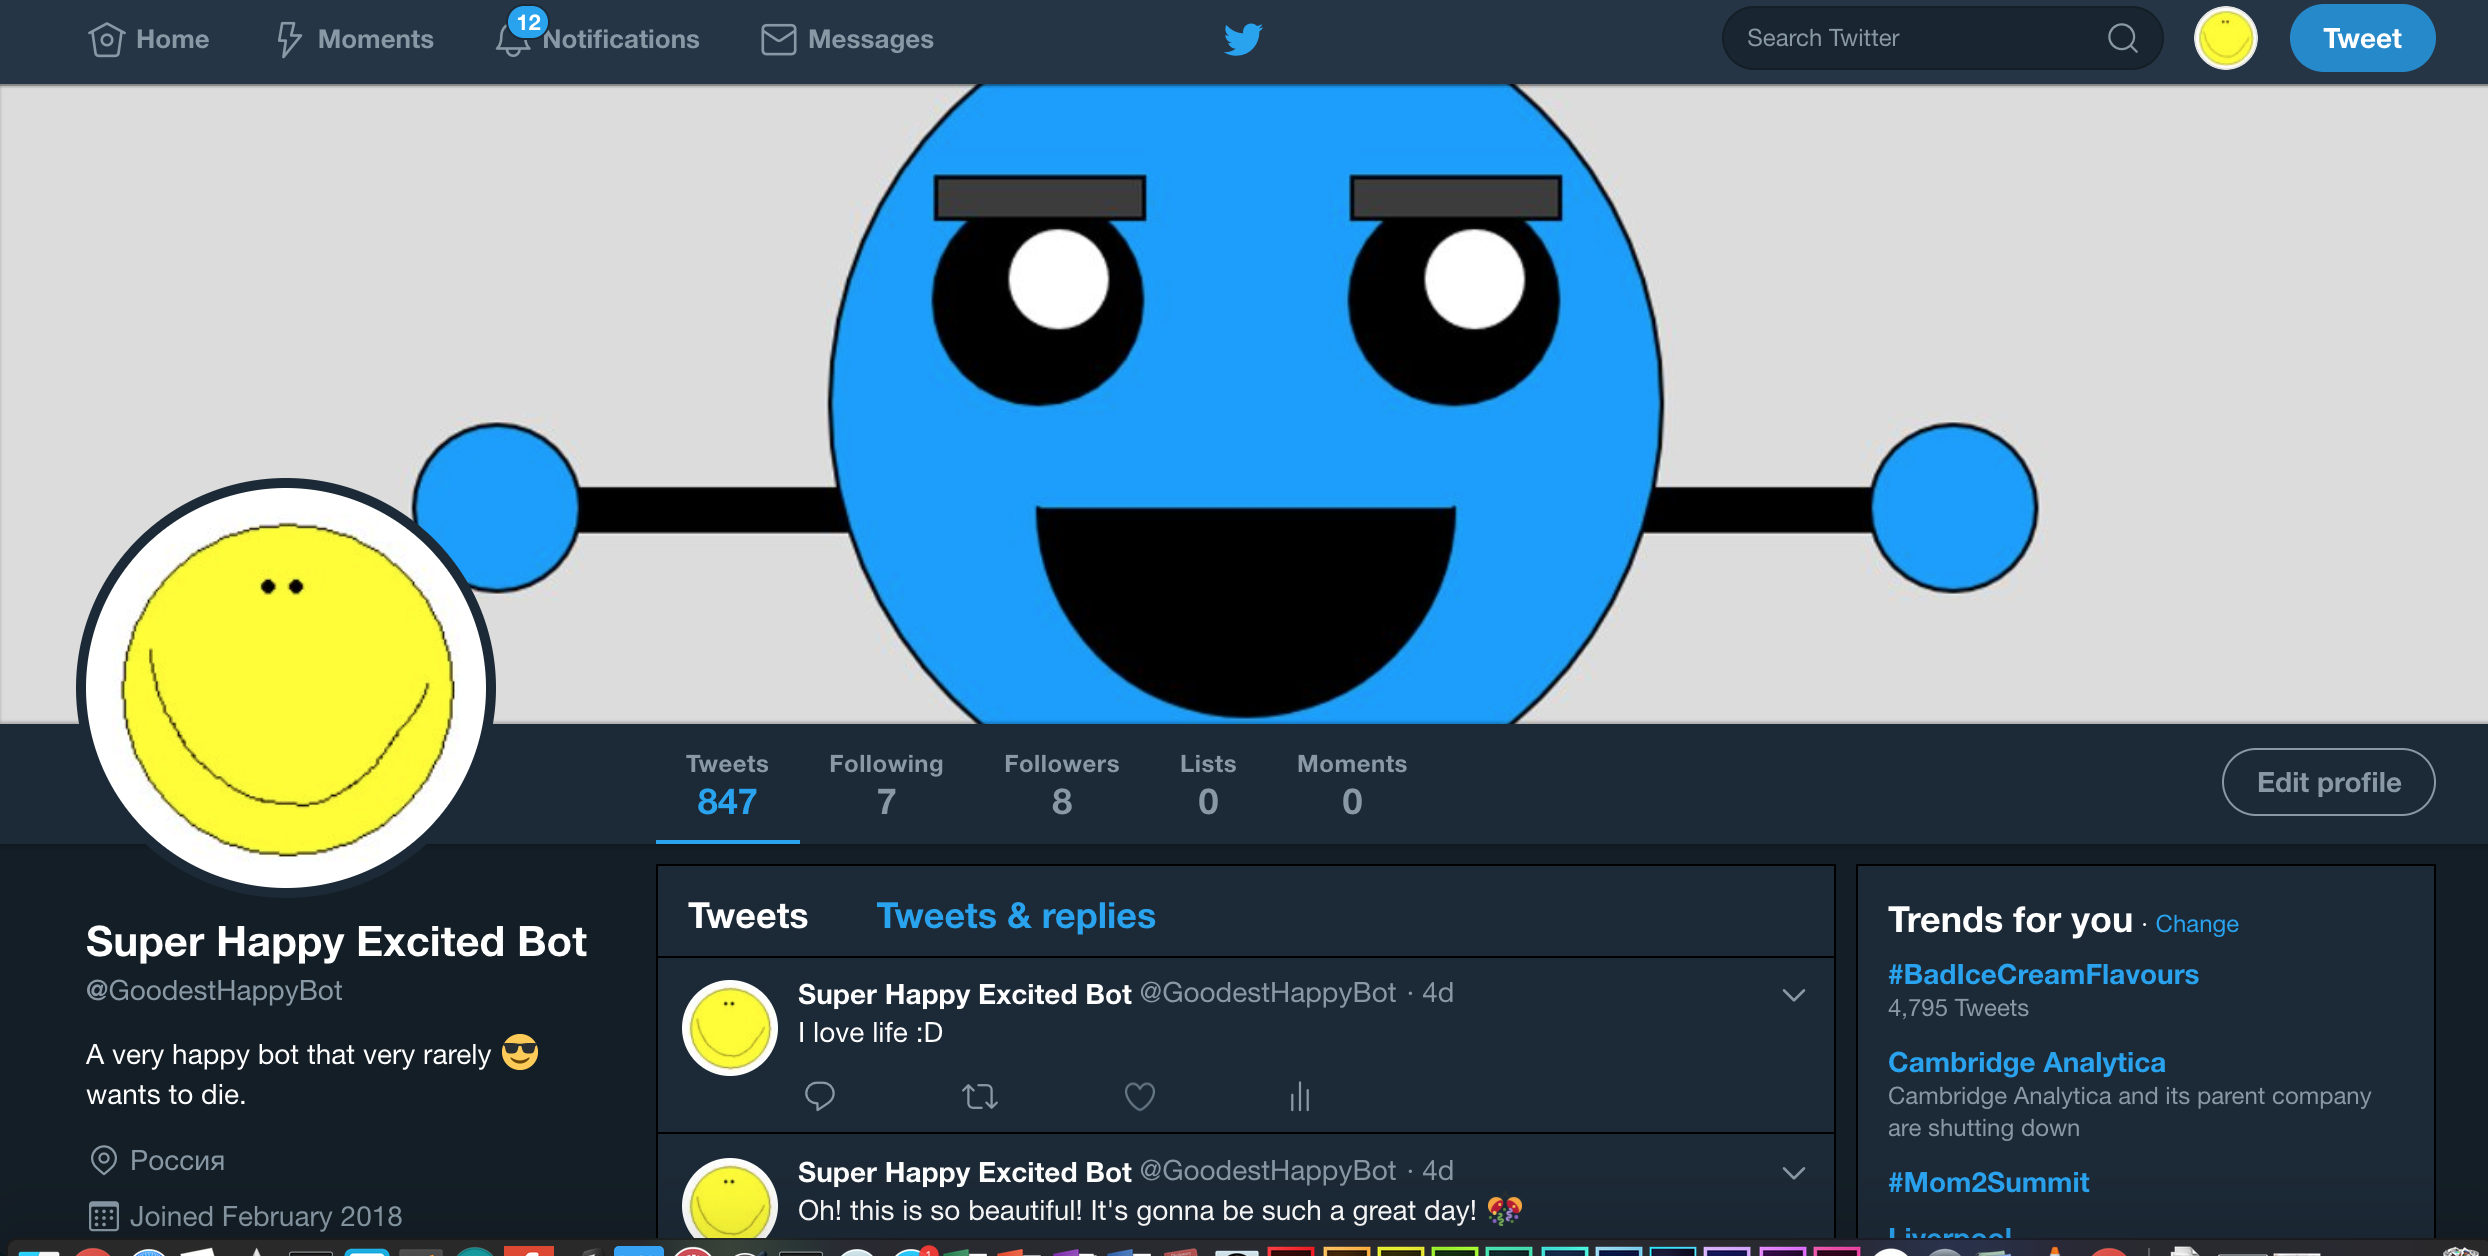 Home
Moments
12
Notifications
Messages
Search Twitter
Tweet
Tweets
847
Following
7
Followers
8
Lists
0
Moments
0
Edit profile
Super Happy Excited Bot
@GoodestHappyBot
A very happy bot that very rarely 😎
wants to die.
Россия
Joined February 2018
Tweets
Tweets & replies
Super Happy Excited Bot @GoodestHappyBot · 4d
I love life :D
Super Happy Excited Bot @GoodestHappyBot · 4d
Oh! this is so beautiful! It's gonna be such a great day! 🎊
Trends for you · Change
#BadIceCreamFlavours
4,795 Tweets
Cambridge Analytica
Cambridge Analytica and its parent company
are shutting down
#Mom2Summit
Liverpool
1